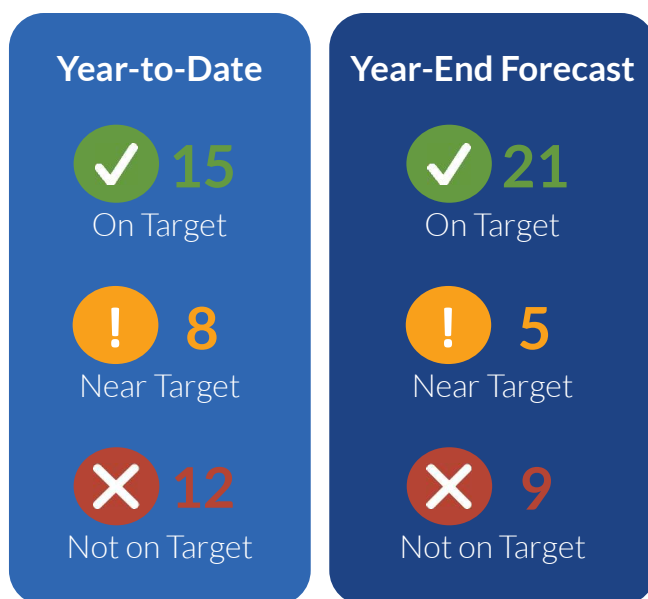 Year-to-Date
15
On Target
! 8
Near Target
12
Not on Target
Year-End Forecast
21
On Target
! 5
Near Target
9
Not on Target